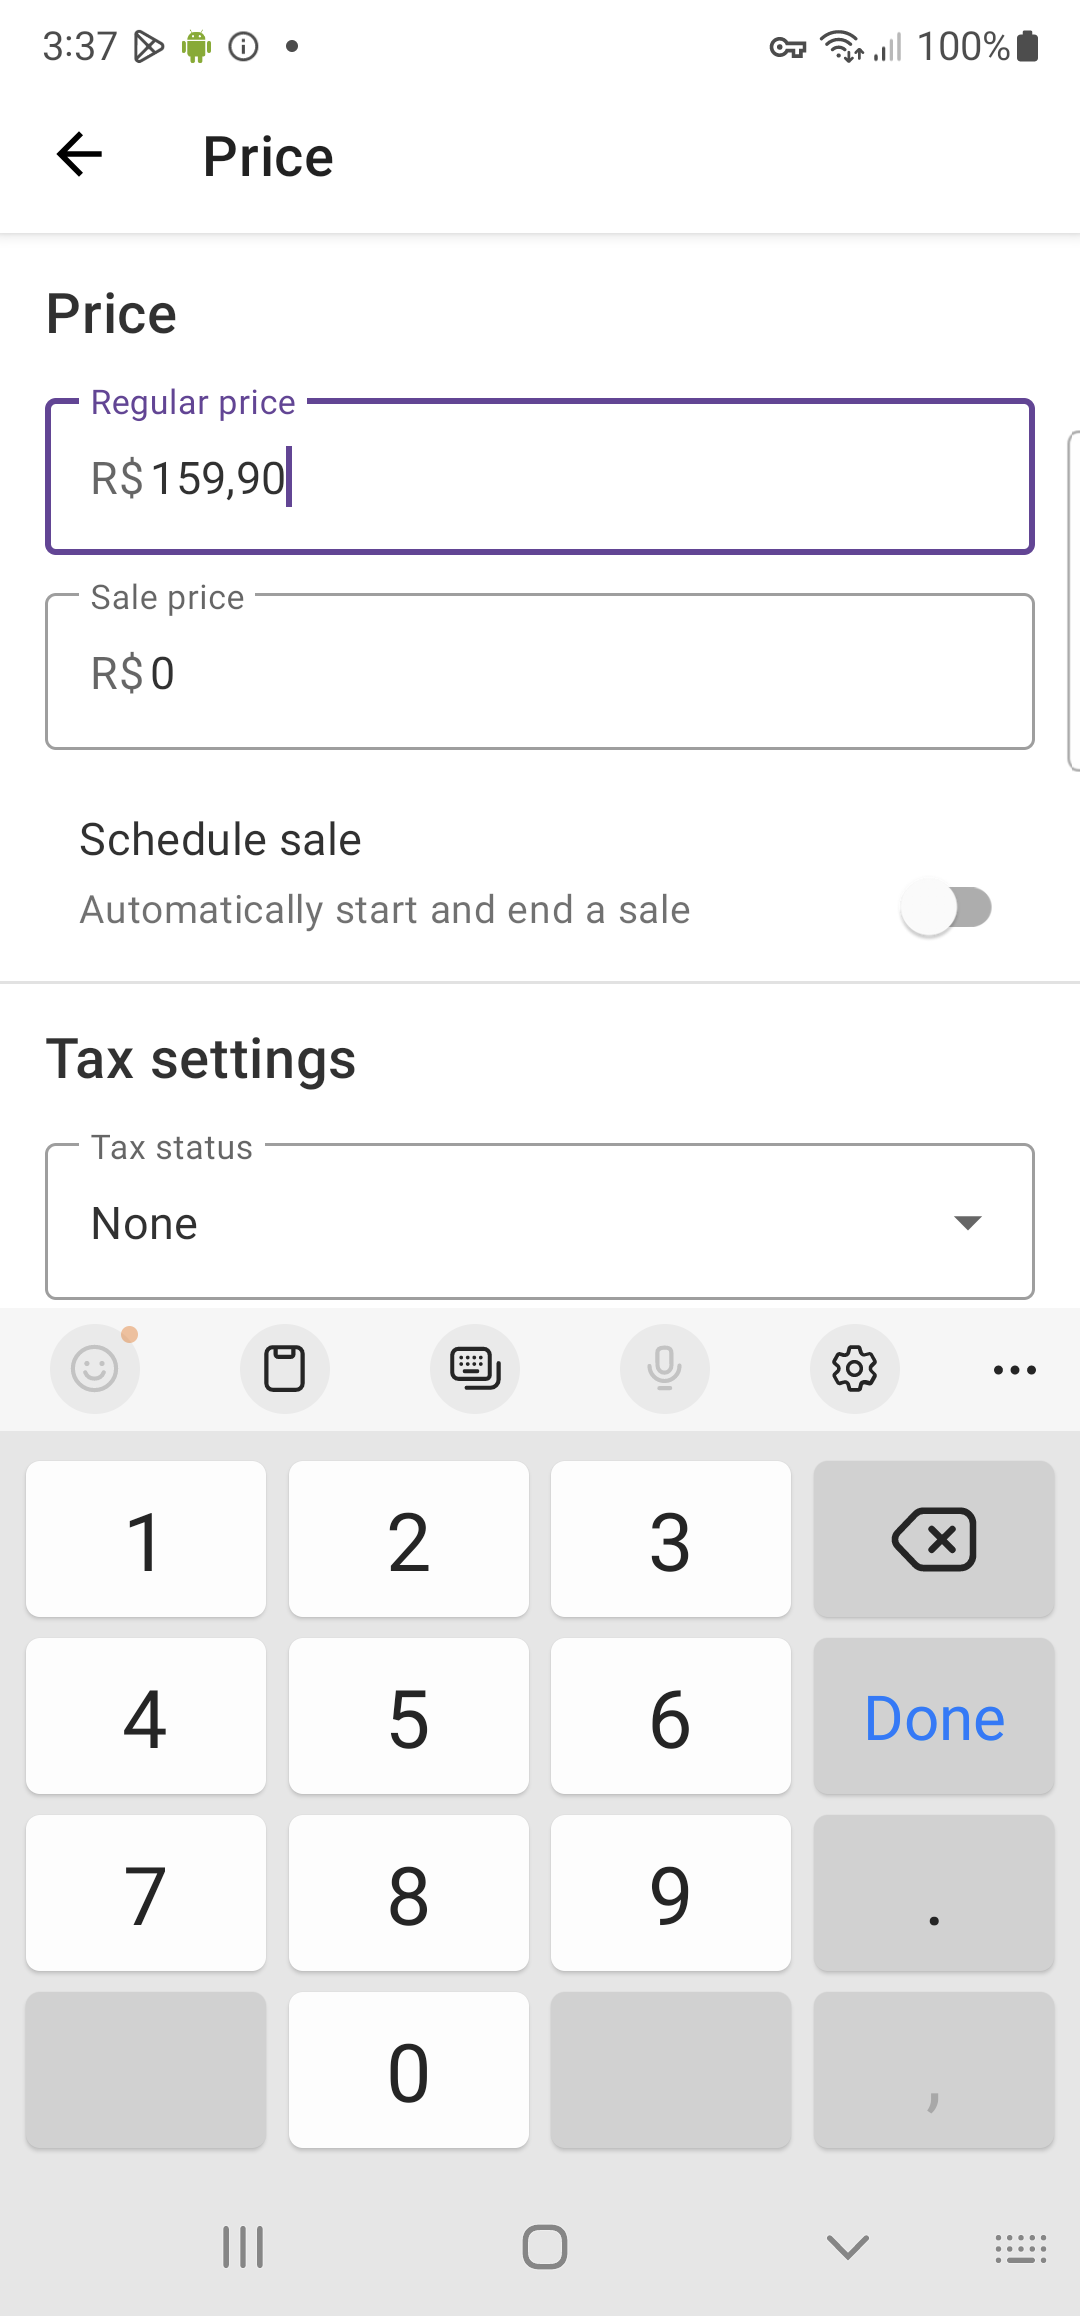 3:37
100%
Price
Price
Regular price
R$ 159,90
Sale price
R$ 0
Schedule sale
Automatically start and end a sale
Tax settings
Tax status
None
1 2 3
4 5 6 Done
7 8 9 .
0 ,